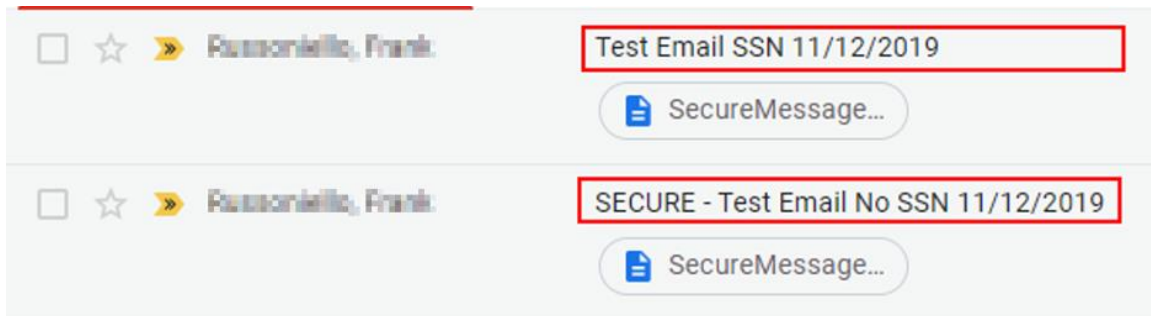 Test Email SSN 11/12/2019
SecureMessage...
SECURE - Test Email No SSN 11/12/2019
SecureMessage...